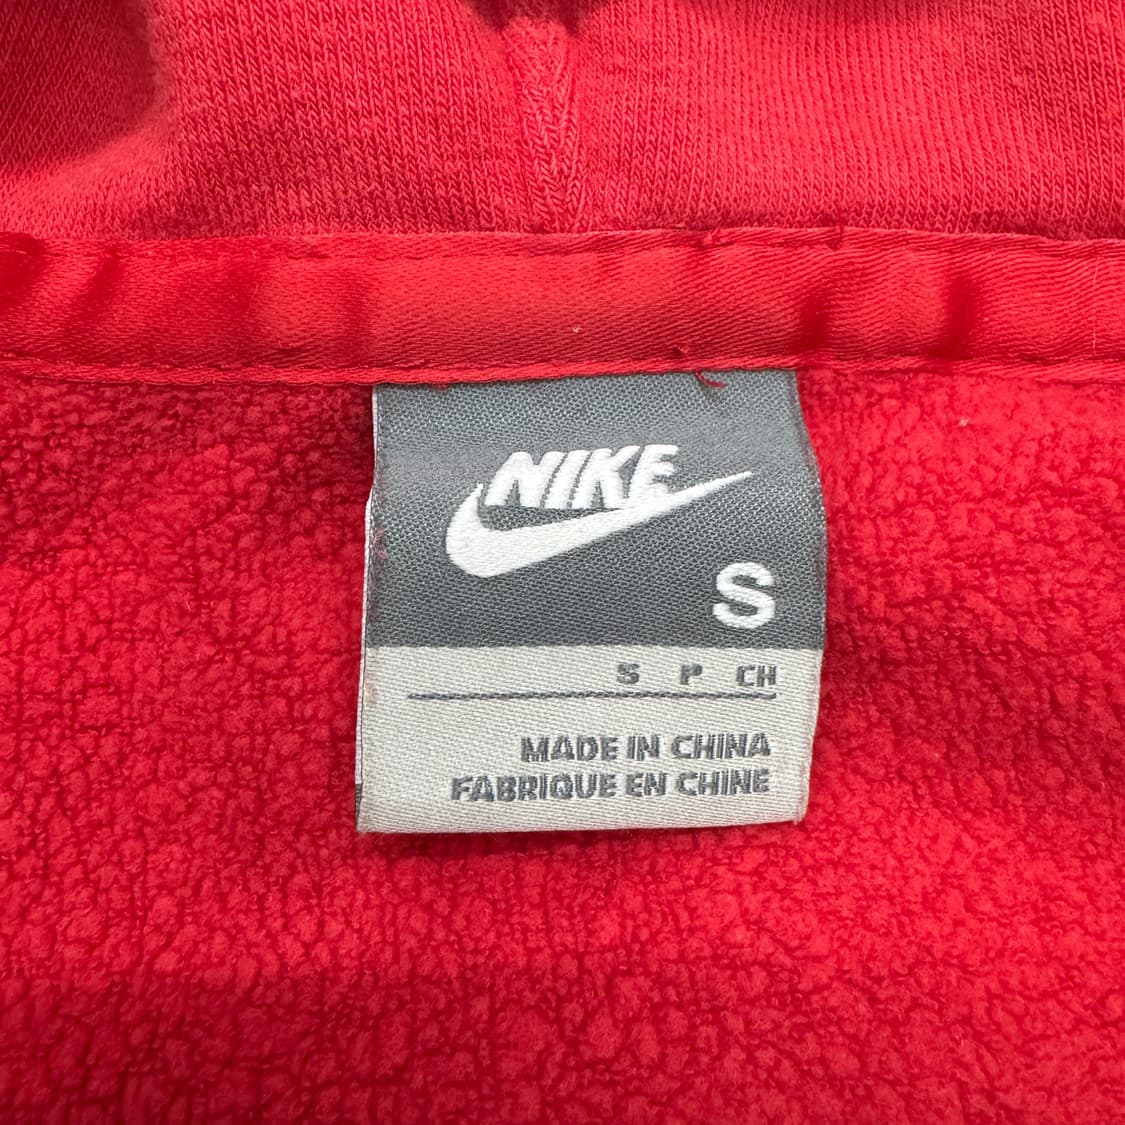 NIKE
S
S P CH
MADE IN CHINA
FABRIQUE EN CHINE